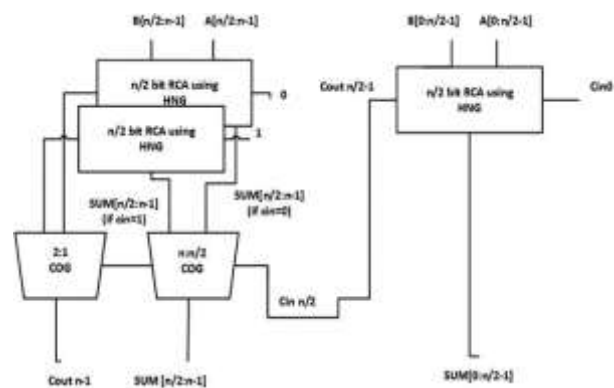 B[n/2:n-1] A[n/2:n-1]
B[0:n/2-1] A[0:n/2-1]
n/2 bit RCA using
HNG
0
n/2 bit RCA using
HNG
1
Cout n/2-1
n/2 bit RCA using
HNG
Cin0
SUM[n/2:n-1]
(if cin=1)
SUM[n/2:n-1]
(if cin=0)
2:1
COG
n:n/2
COG
Cin n/2
Cout n-1
SUM [n/2:n-1]
SUM[0:n/2-1]